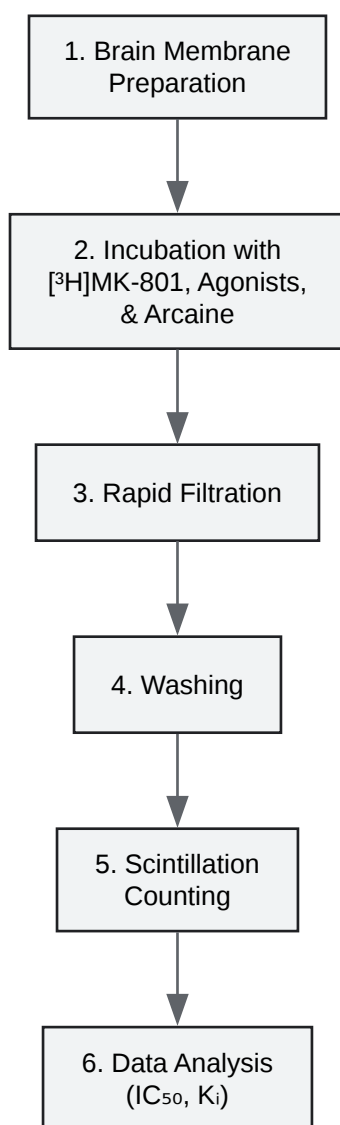 1. Brain Membrane
Preparation
2. Incubation with
[³H]MK-801, Agonists,
& Arcaine
3. Rapid Filtration
4. Washing
5. Scintillation
Counting
6. Data Analysis
(IC₅₀, Kᵢ)